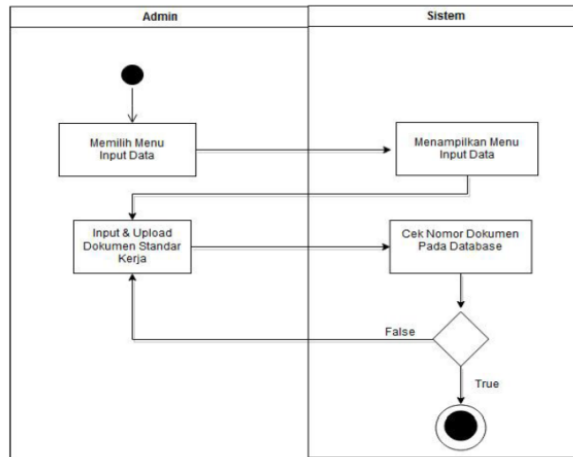 Admin
Sistem
Memilih Menu
Input Data
Menampilkan Menu
Input Data
Input & Upload
Dokumen Standar
Kerja
Cek Nomor Dokumen
Pada Database
False
True